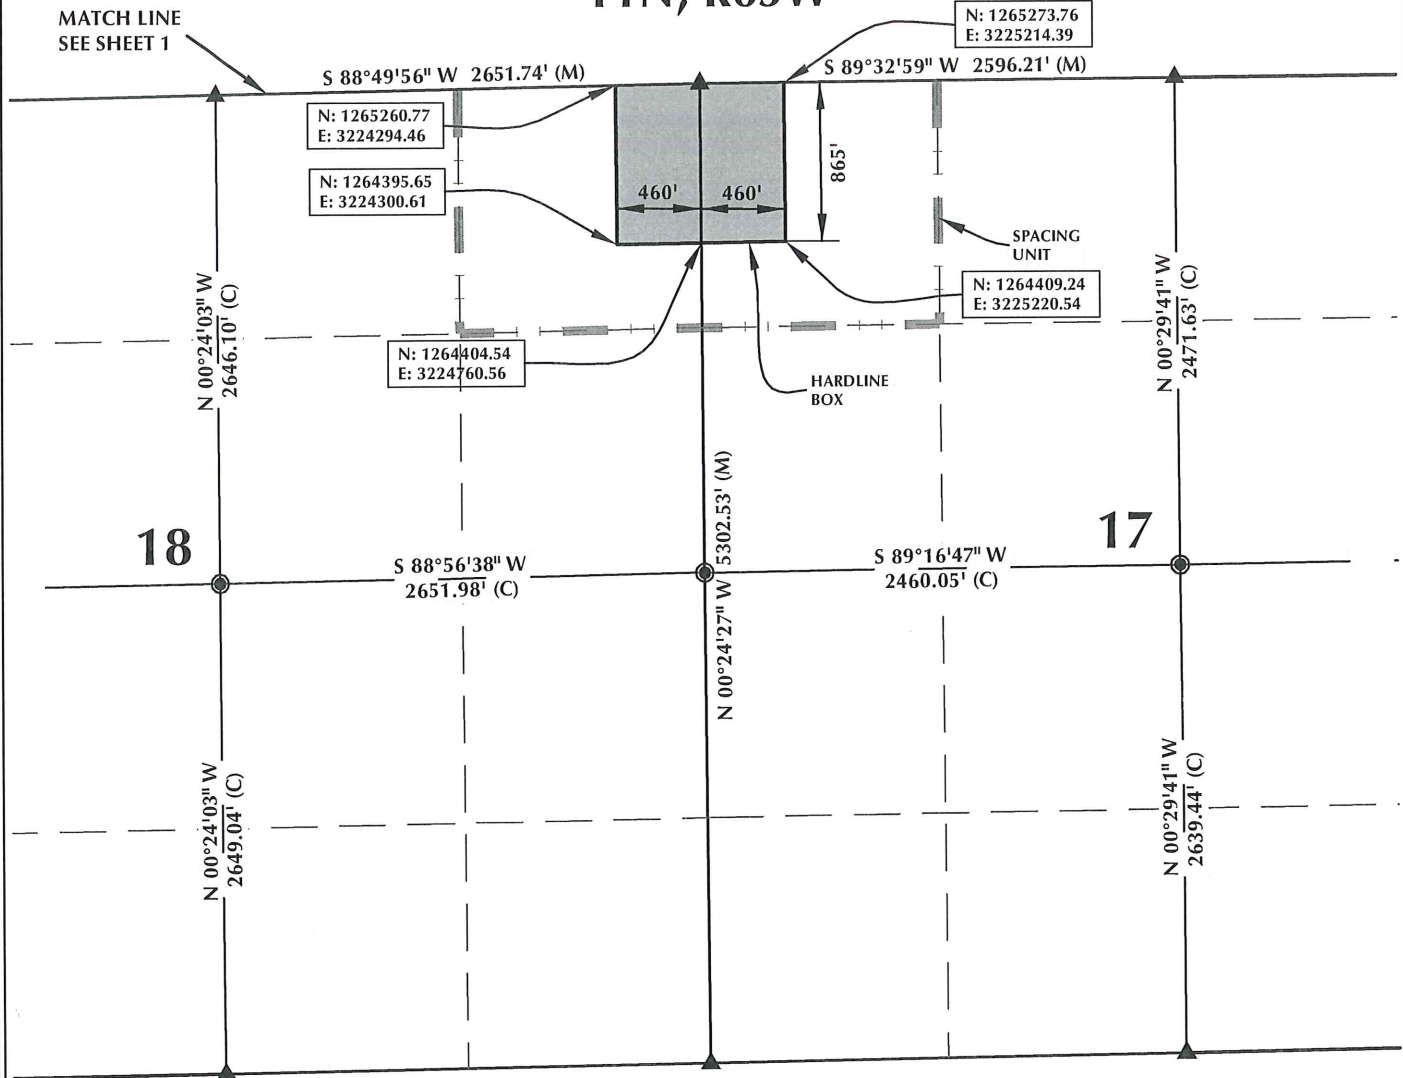 MATCH LINE
SEE SHEET 1
N: 1265273.76
E: 3225214.39
S 88°49'56" W 2651.74' (M)
S 89°32'59" W 2596.21' (M)
N: 1265260.77
E: 3224294.46
865'
N: 1264395.65
E: 3224300.61
460'
460'
SPACING
UNIT
N: 1264409.24
E: 3225220.54
N 00°24'03" W
2646.10' (C)
N 00°29'41" W
2471.63' (C)
N: 1264404.54
E: 3224760.56
HARDLINE
BOX
N 00°24'27" W 5302.53' (M)
18
17
S 88°56'38" W
2651.98' (C)
S 89°16'47" W
2460.05' (C)
N 00°24'03" W
2649.04' (C)
N 00°29'41" W
2639.44' (C)